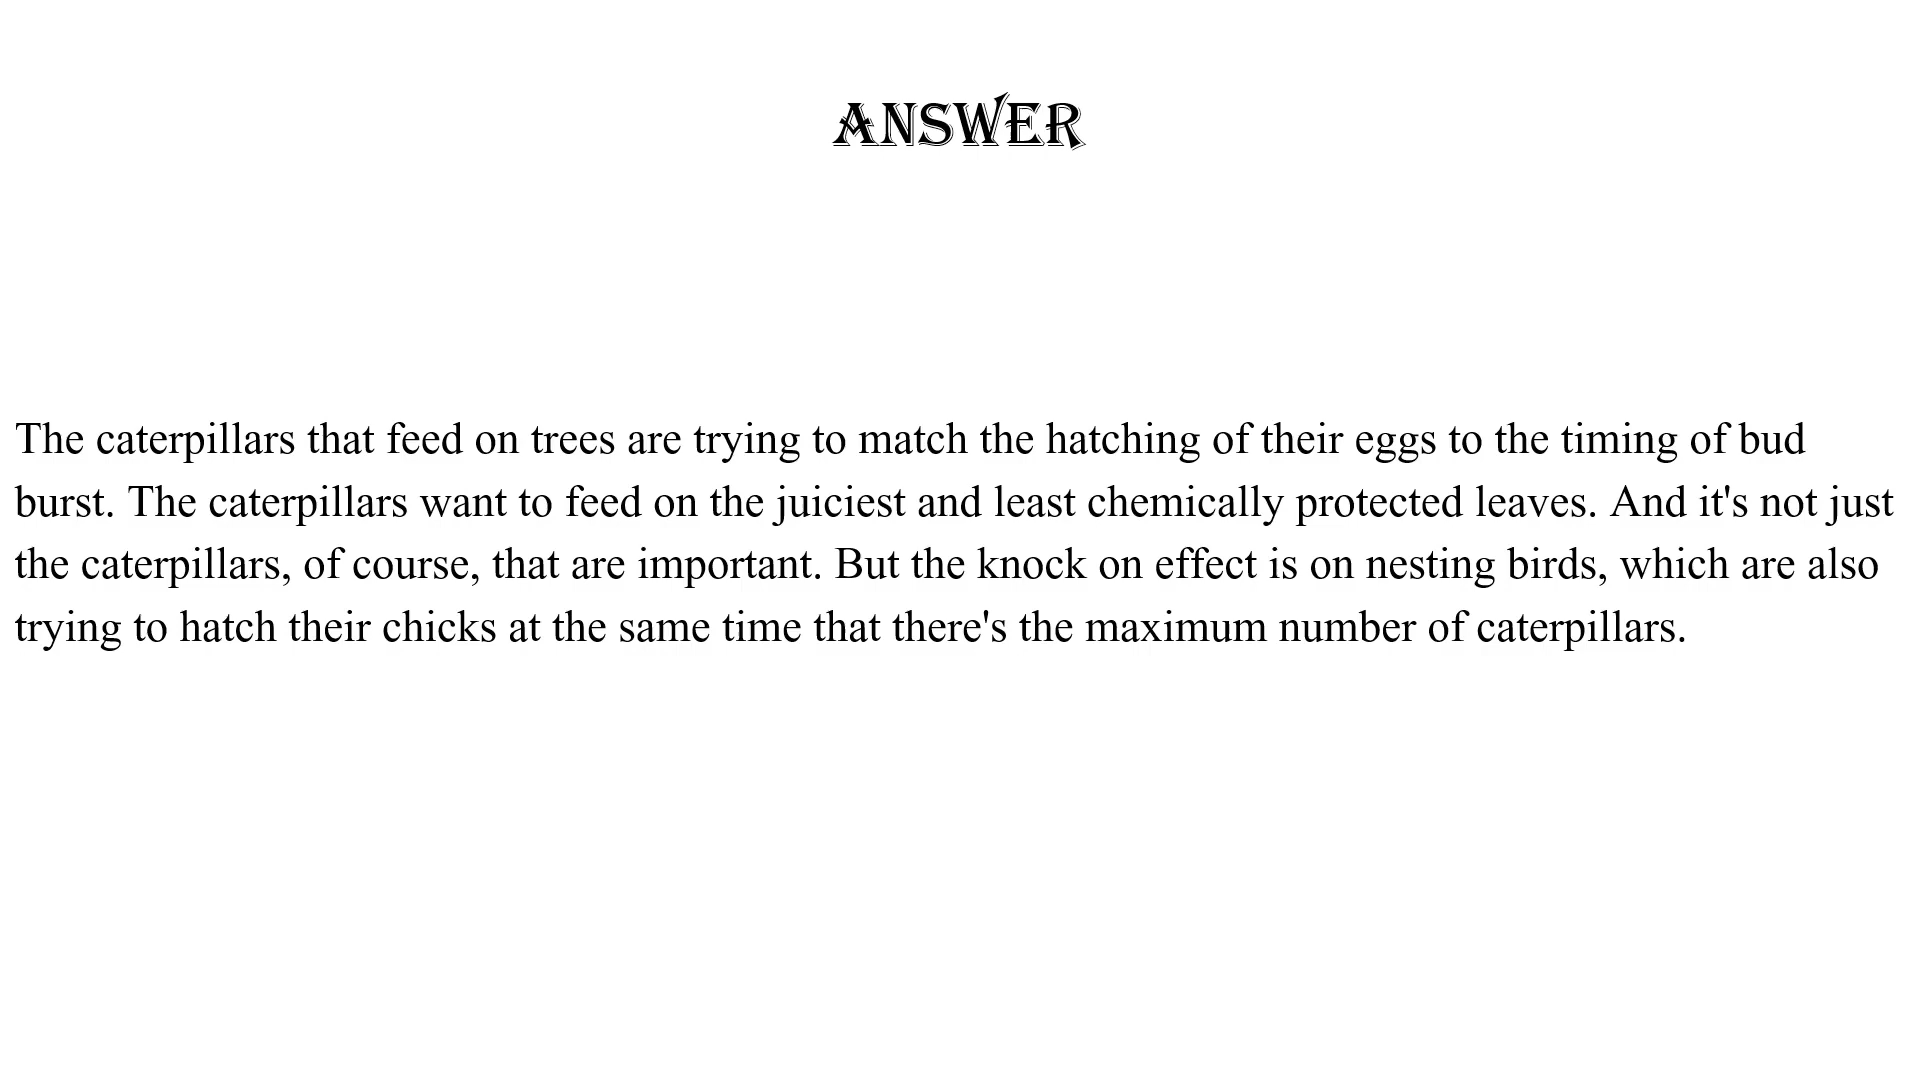 ANSWER
The caterpillars that feed on trees are trying to match the hatching of their eggs to the timing of bud
burst. The caterpillars want to feed on the juiciest and least chemically protected leaves. And it's not just
the caterpillars, of course, that are important. But the knock on effect is on nesting birds, which are also
trying to hatch their chicks at the same time that there's the maximum number of caterpillars.